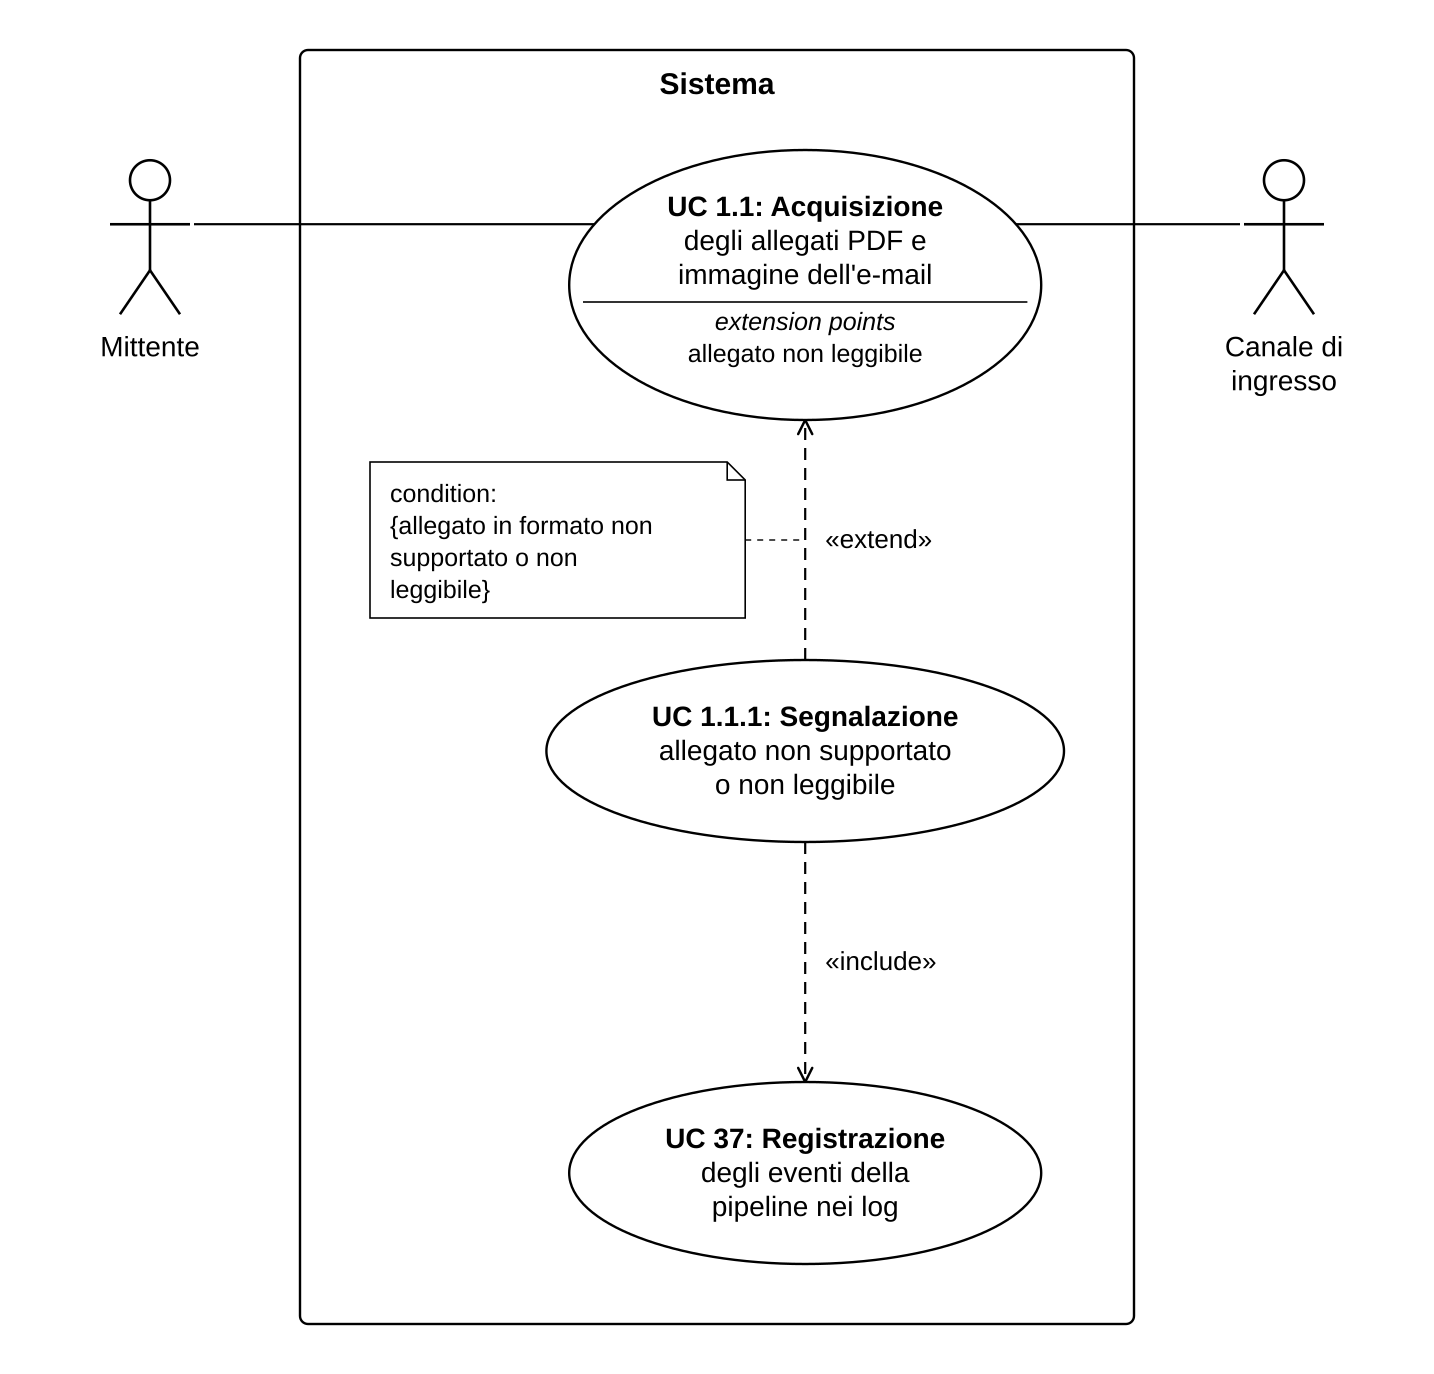 Sistema
UC 1.1: Acquisizione
degli allegati PDF e
immagine dell'e-mail
extension points
allegato non leggibile
Mittente
Canale di
ingresso
condition:
{allegato in formato non
supportato o non
leggibile}
«extend»
UC 1.1.1: Segnalazione
allegato non supportato
o non leggibile
«include»
UC 37: Registrazione
degli eventi della
pipeline nei log